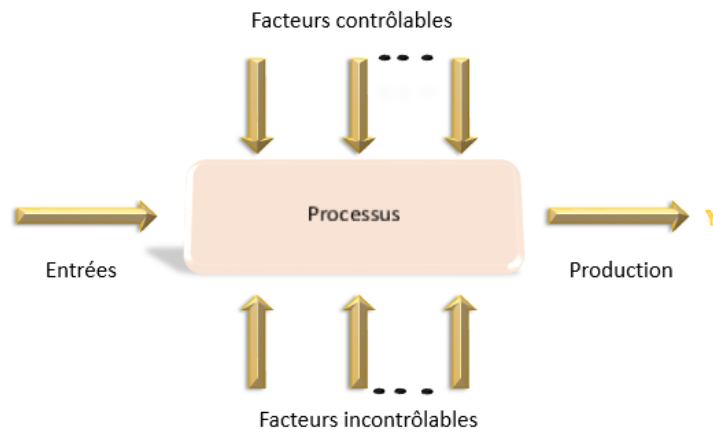 Facteurs contrôlables
Processus
Y
Entrées
Production
Facteurs incontrôlables